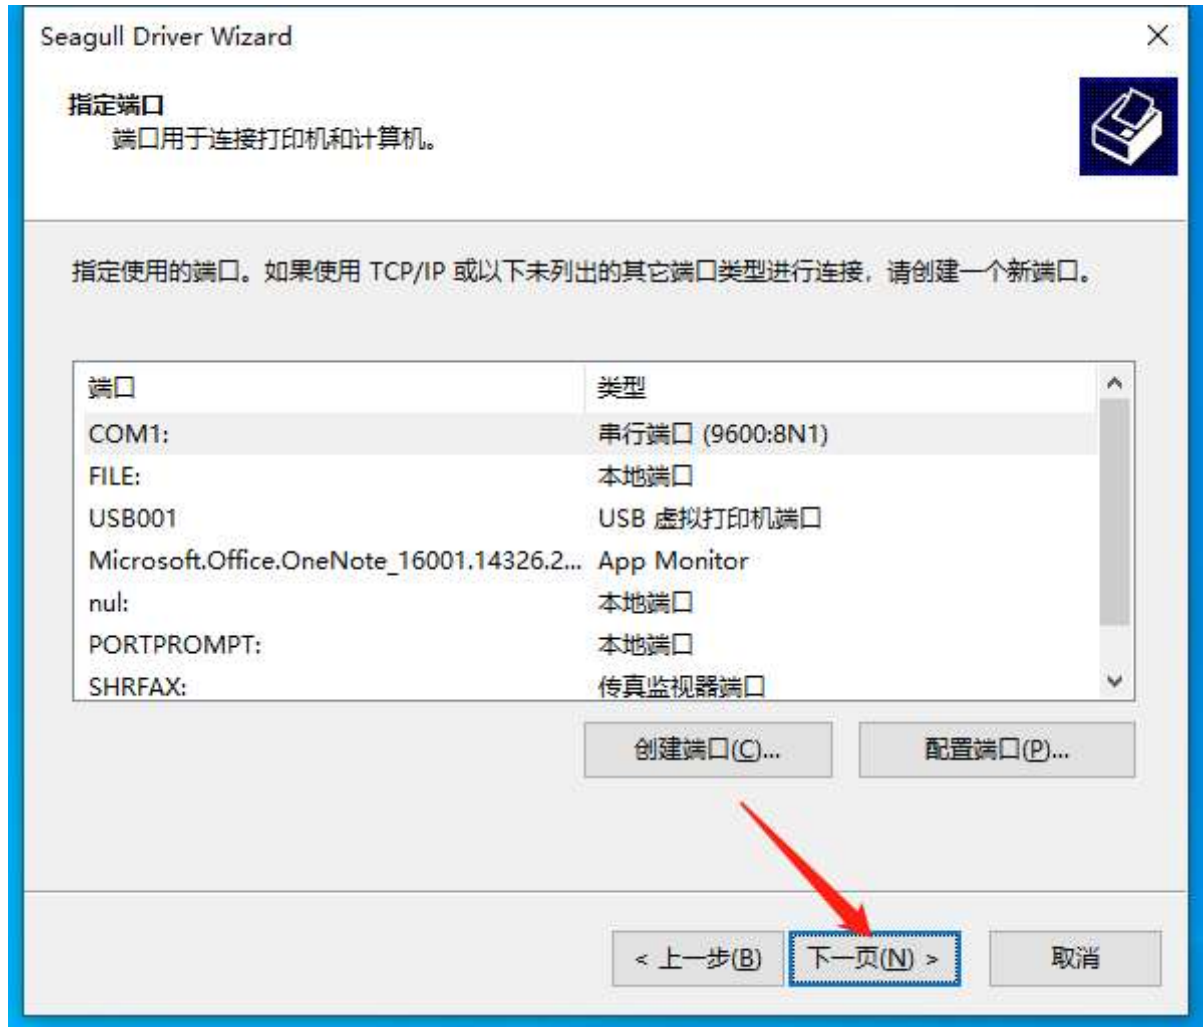 Seagull Driver Wizard
指定端口
端口用于连接打印机和计算机。
指定使用的端口。如果使用 TCP/IP 或以下未列出的其它端口类型进行连接，请创建一个新端口。
端口 类型
COM1: 串行端口 (9600:8N1)
FILE: 本地端口
USB001 USB 虚拟打印机端口
Microsoft.Office.OneNote_16001.14326.2... App Monitor
nul: 本地端口
PORTPROMPT: 本地端口
SHRFAX: 传真监视器端口
创建端口(C)... 配置端口(P)...
< 上一步(B) 下一页(N) > 取消